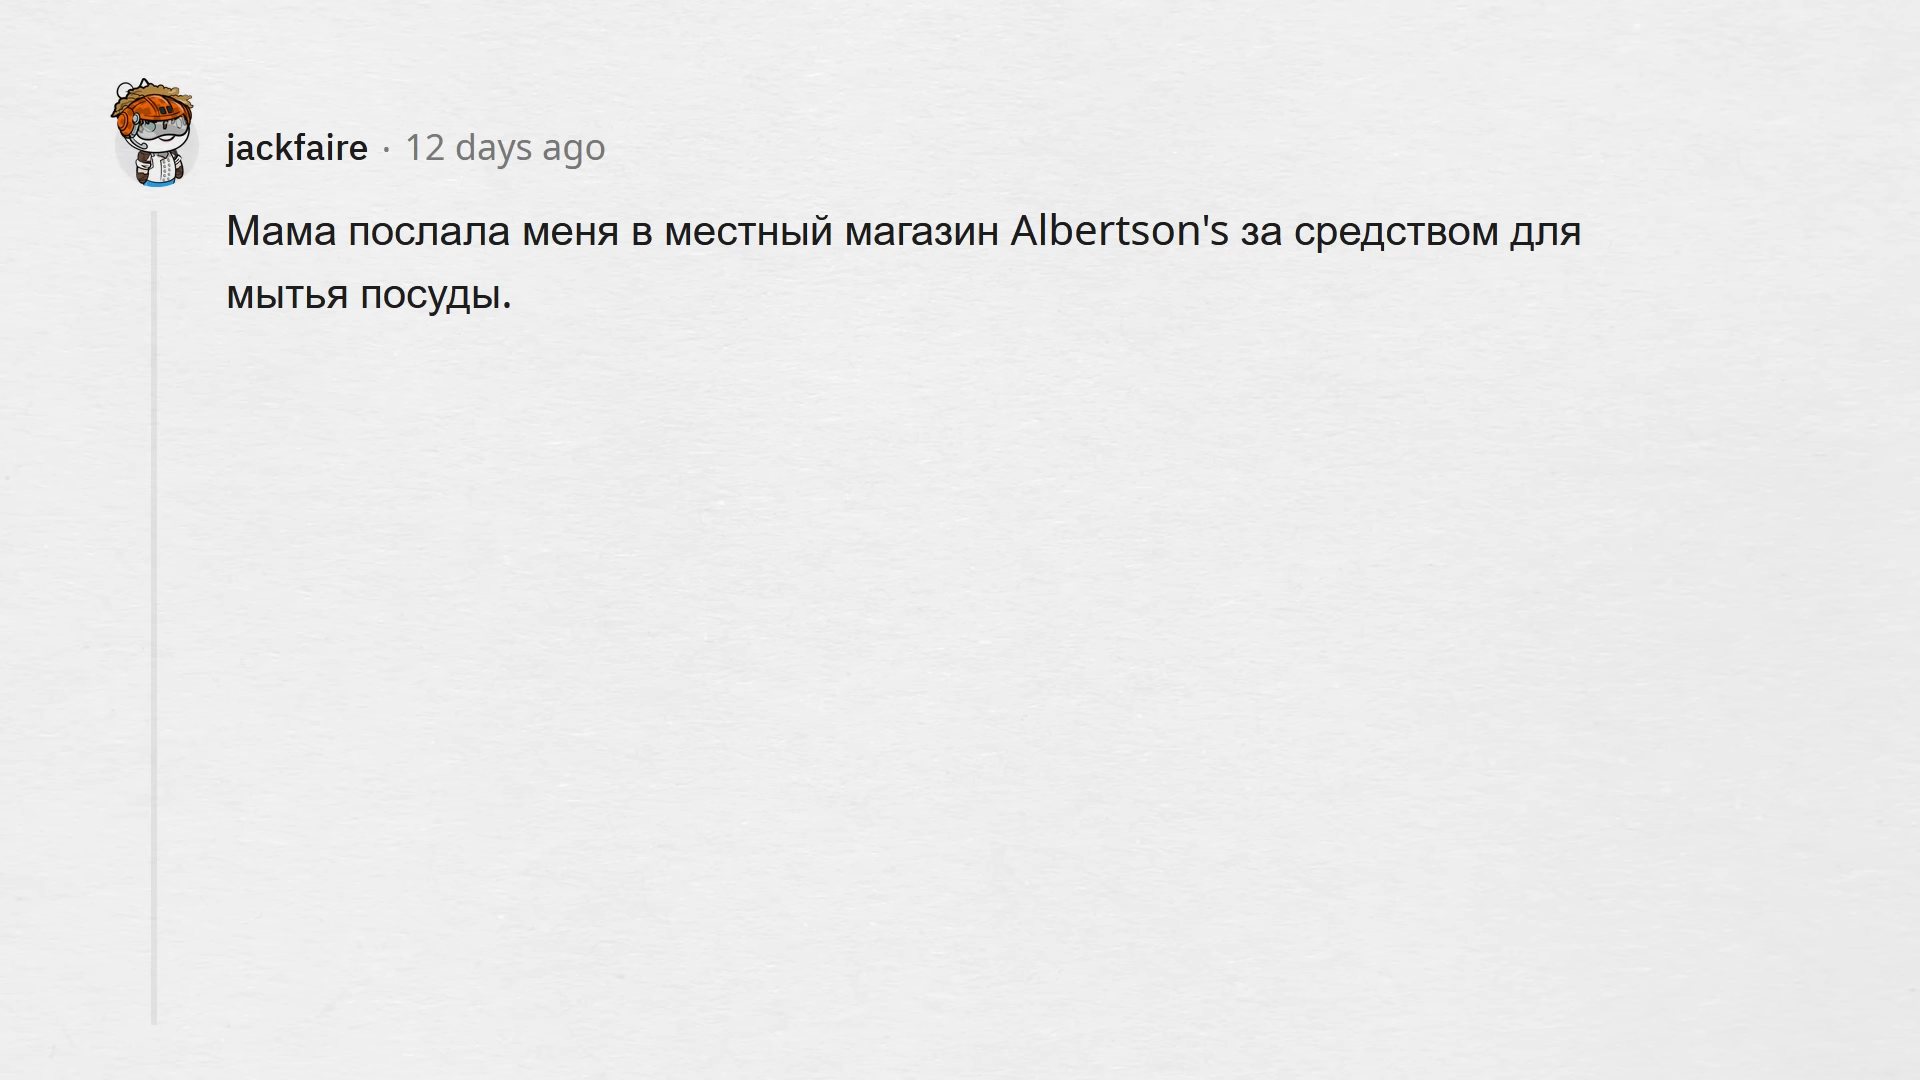 jackfaire · 12 days ago
Мама послала меня в местный магазин Albertson's за средством для
мытья посуды.